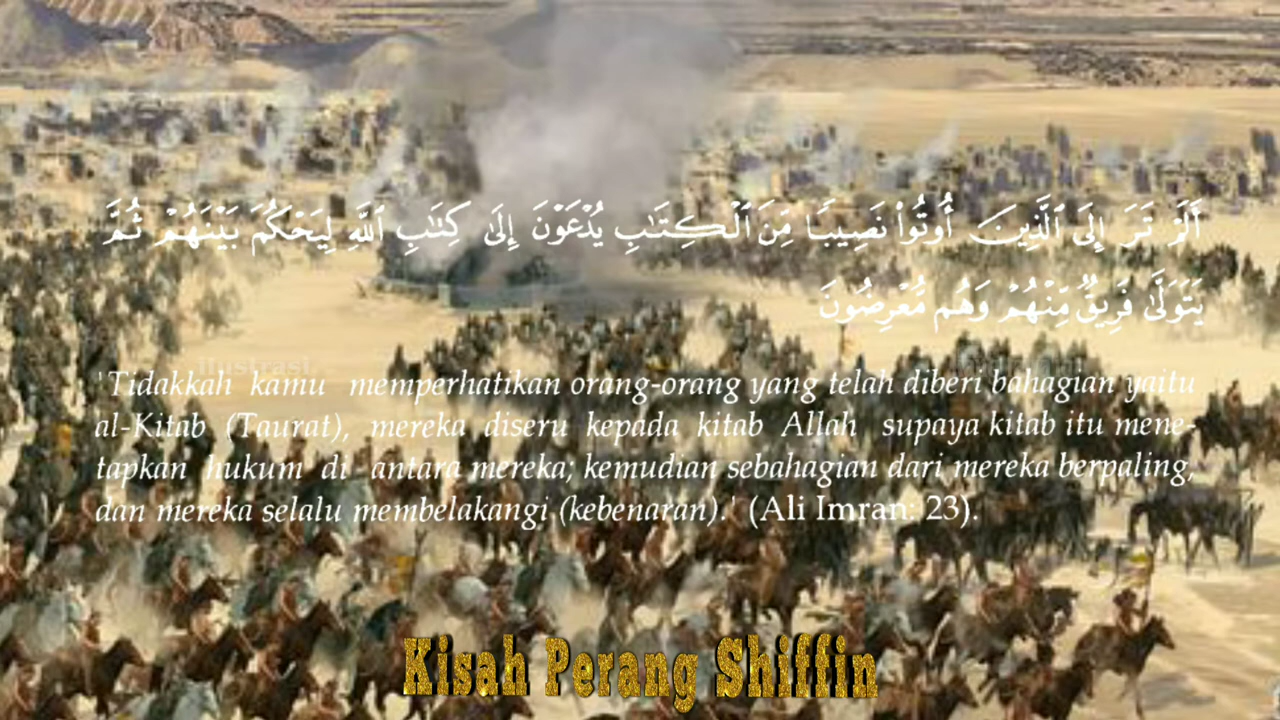 أَلَمْ تَرَ إِلَى ٱلَّذِينَ أُوتُوا۟ نَصِيبًا مِّنَ ٱلْكِتَٰبِ يُدْعَوْنَ إِلَىٰ كِتَٰبِ ٱللَّهِ لِيَحْكُمَ بَيْنَهُمْ ثُمَّ
يَتَوَلَّىٰ فَرِيقٌ مِّنْهُمْ وَهُم مُّعْرِضُونَ
ilustrasi
'Tidakkah kamu memperhatikan orang-orang yang telah diberi bahagian yaitu
al-Kitab (Taurat), mereka diseru kepada kitab Allah supaya kitab itu mene-
tapkan hukum di antara mereka; kemudian sebahagian dari mereka berpaling,
dan mereka selalu membelakangi (kebenaran).' (Ali Imran: 23).
Kisah Perang Shiffin